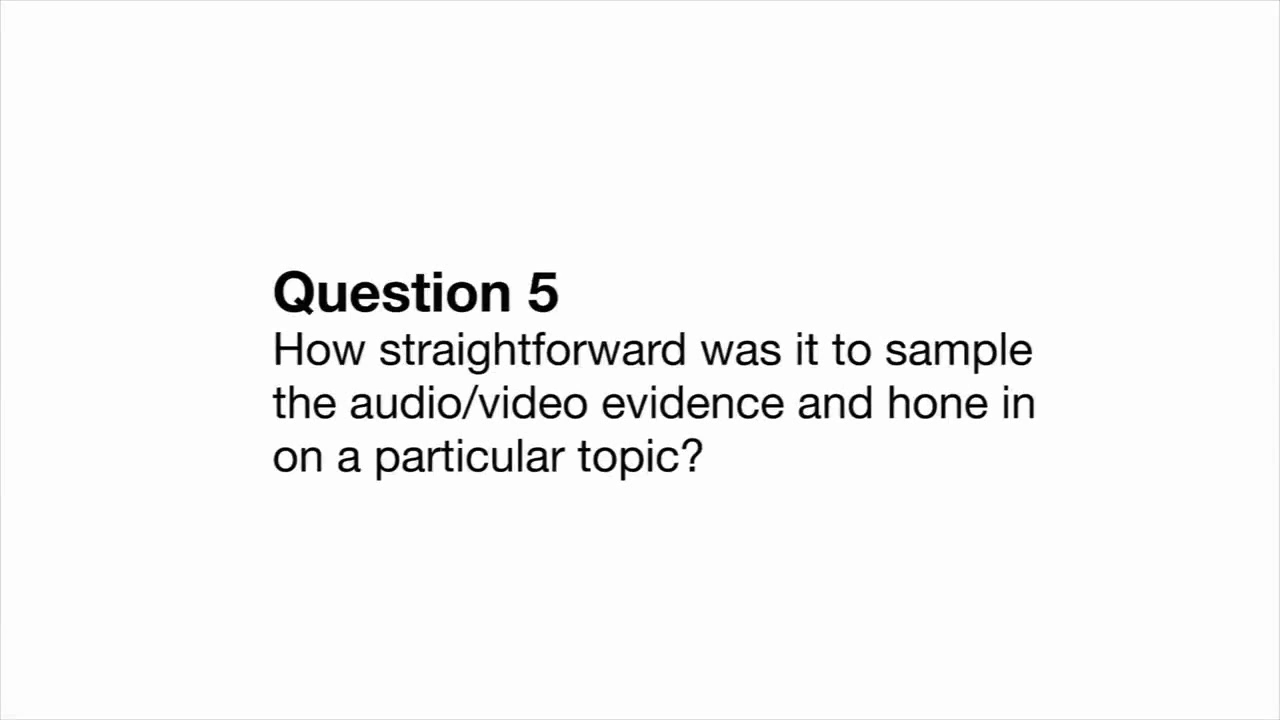 Question 5
How straightforward was it to sample
the audio/video evidence and hone in
on a particular topic?